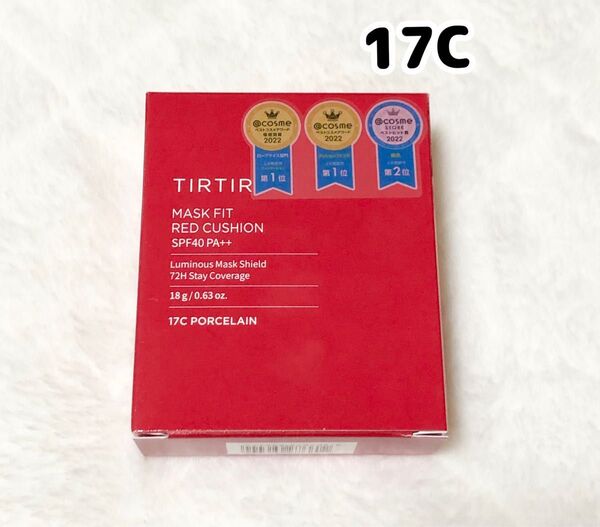 17C
@cosme
ベストコスメアワード
2022
第1位
@cosme
ベストコスメアワード
2022
第1位
@cosme
STORE
2022
第2位
TIRTIR
MASK FIT
RED CUSHION
SPF40 PA++
Luminous Mask Shield
72H Stay Coverage
18 g / 0.63 oz.
17C PORCELAIN